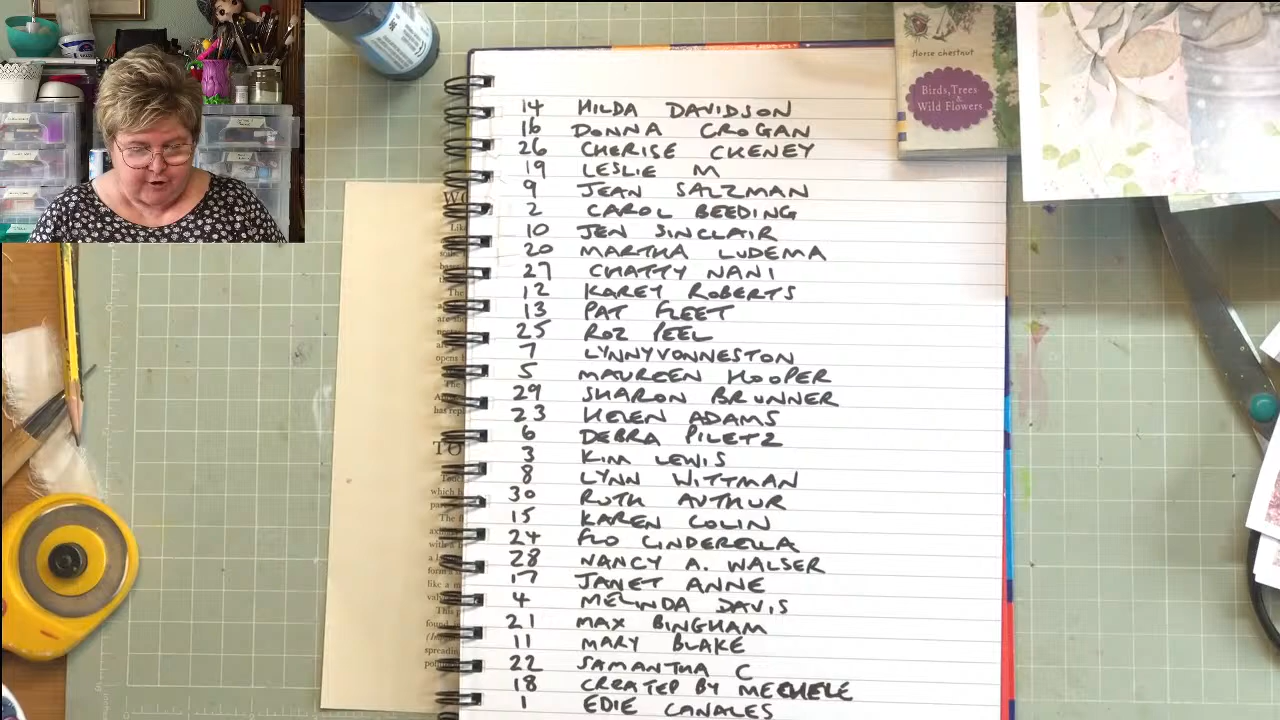 Horse chestnut
Birds, Trees
&
Wild Flowers
14 HILDA DAVIDSON
16 DONNA CROGAN
26 CHERISE CHENEY
19 LESLIE M
9 JEAN SALZMAN
2 CAROL BEEDING
10 JEN SINCLAIR
20 MARTHA LUDEMA
27 CHATTY NANI
12 KAREY ROBERTS
13 PAT FLEET
25 ROZ PEEL
7 LYNNYVONNESTON
5 MAUREEN HOOPER
29 SHARON BRUNNER
23 HELEN ADAMS
6 DEBRA PILETZ
3 KIM LEWIS
8 LYNN WITTMAN
30 RUTH AUTHUR
15 KAREN COLIN
24 FLO CINDERELLA
28 NANCY A. WALSER
17 JANET ANNE
4 MELINDA DAVIS
21 MAX BINGHAM
11 MARY BLAKE
22 SAMANTHA C
18 CREATED BY MECHELE
1 EDIE CANALES